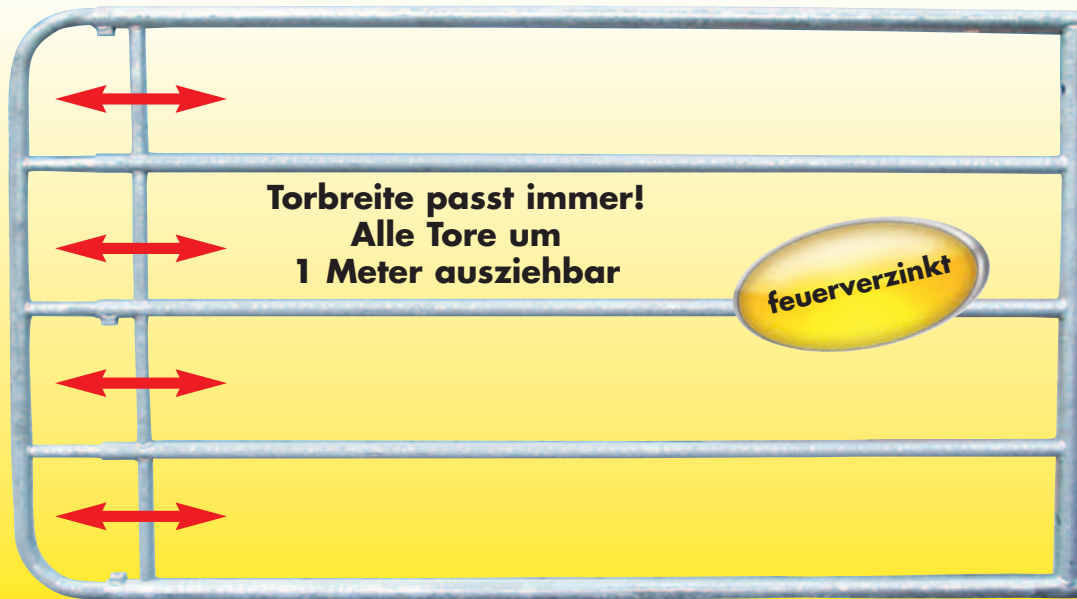 Torbreite passt immer!
Alle Tore um
1 Meter ausziehbar
feuerverzinkt